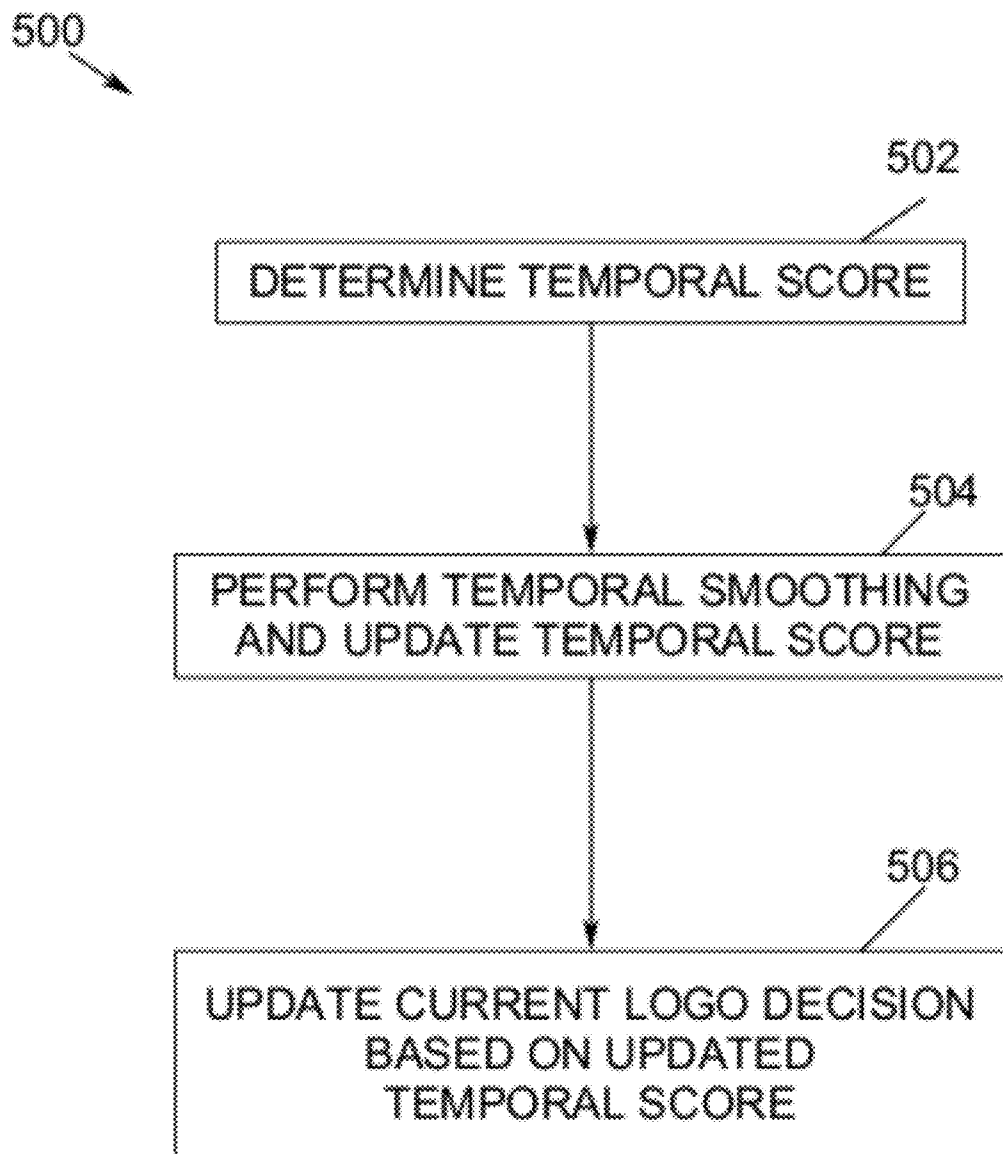 500
502
DETERMINE TEMPORAL SCORE
504
PERFORM TEMPORAL SMOOTHING
AND UPDATE TEMPORAL SCORE
506
UPDATE CURRENT LOGO DECISION
BASED ON UPDATED
TEMPORAL SCORE